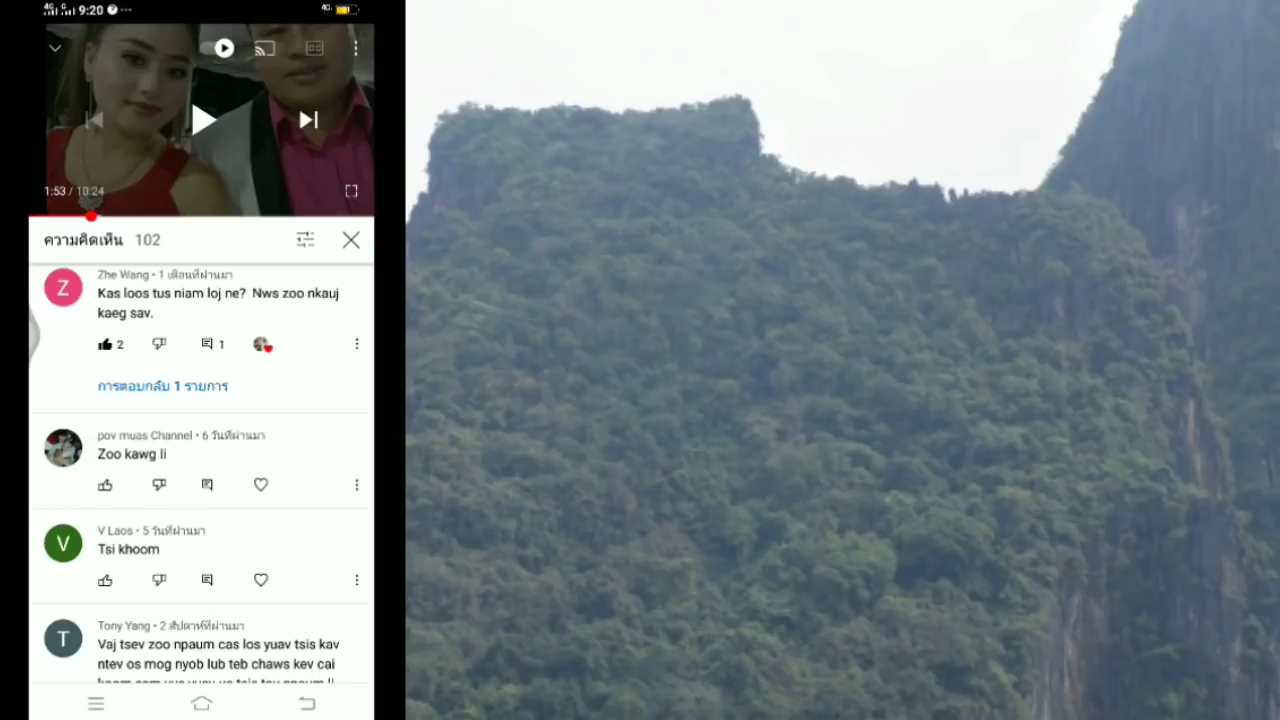 4G G 9:20
4G
1:53 / 10:24
ความคิดเห็น 102
Z
Zhe Wang • 1 เดือนที่ผ่านมา
Kas loos tus niam loj ne? Nws zoo nkauj
kaeg sav.
2 1
การตอบกลับ 1 รายการ
pov muas Channel • 6 วันที่ผ่านมา
Zoo kawg li
V
V Laos • 5 วันที่ผ่านมา
Tsi khoom
T
Tony Yang • 2 สัปดาห์ที่ผ่านมา
Vaj tsev zoo npaum cas los yuav tsis kav
ntev os mog nyob lub teb chaws kev cai